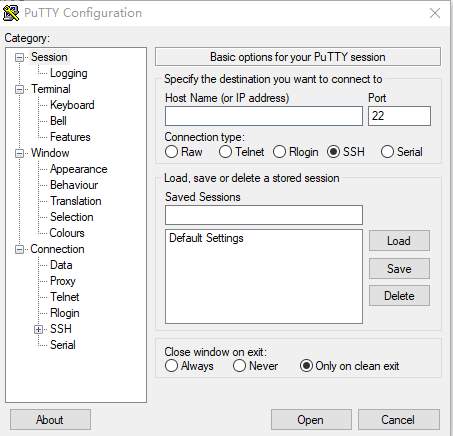 PuTTY Configuration
Category:
Session
Logging
Terminal
Keyboard
Bell
Features
Window
Appearance
Behaviour
Translation
Selection
Colours
Connection
Data
Proxy
Telnet
Rlogin
SSH
Serial
Basic options for your PuTTY session
Specify the destination you want to connect to
Host Name (or IP address) Port
22
Connection type:
Raw Telnet Rlogin SSH Serial
Load, save or delete a stored session
Saved Sessions
Default Settings
Load
Save
Delete
Close window on exit:
Always Never Only on clean exit
About Open Cancel